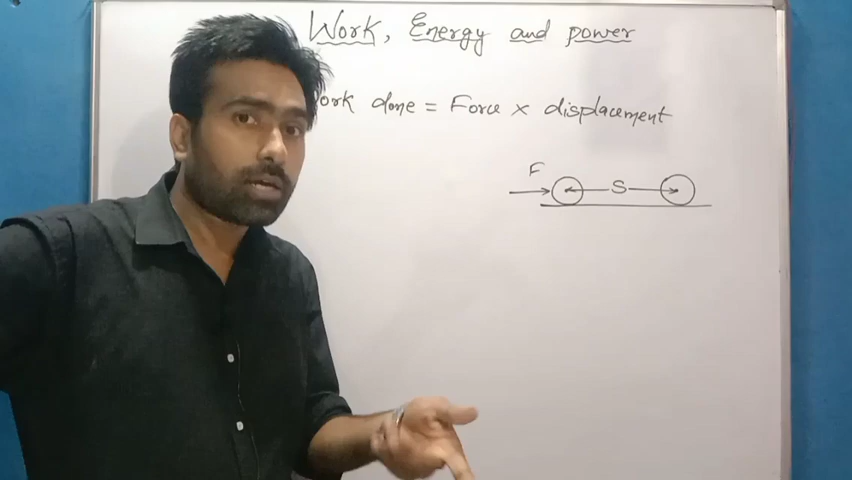 Work, Energy and power
ork done = Force × displacement
F
S